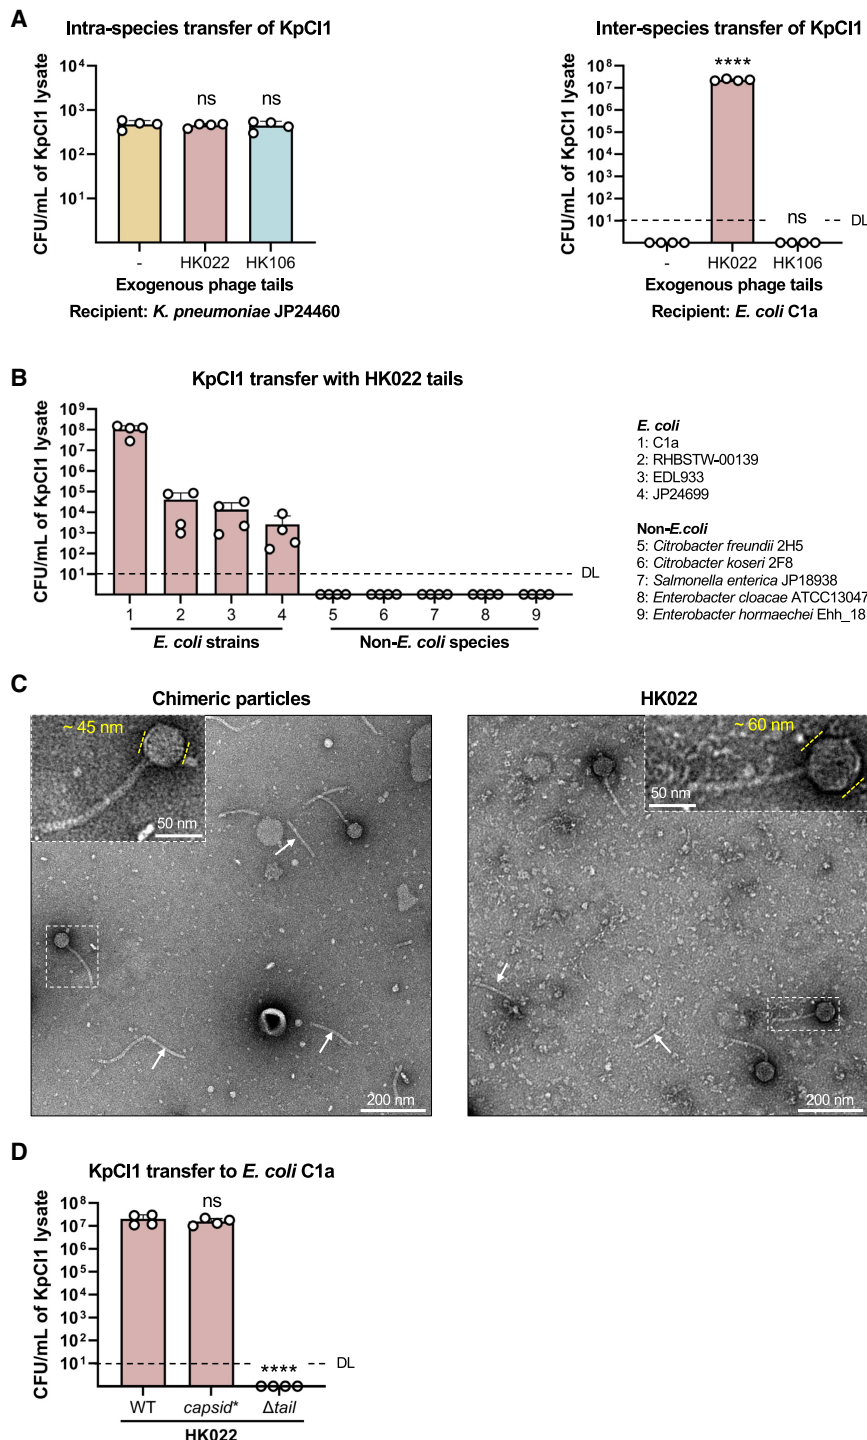 A
Intra-species transfer of KpCI1
CFU/mL of KpCI1 lysate
10⁴
10³
10²
10¹
ns
ns
-
HK022
HK106
Exogenous phage tails
Recipient: K. pneumoniae JP24460
Inter-species transfer of KpCI1
CFU/mL of KpCI1 lysate
10⁸
10⁷
10⁶
10⁵
10⁴
10³
10²
10¹
****
ns
DL
-
HK022
HK106
Exogenous phage tails
Recipient: E. coli C1a
B
KpCI1 transfer with HK022 tails
CFU/mL of KpCI1 lysate
10⁹
10⁸
10⁷
10⁶
10⁵
10⁴
10³
10²
10¹
DL
1 2 3 4 5 6 7 8 9
E. coli strains
Non-E. coli species
E. coli
1: C1a
2: RHBSTW-00139
3: EDL933
4: JP24699
Non-E.coli
5: Citrobacter freundii 2H5
6: Citrobacter koseri 2F8
7: Salmonella enterica JP18938
8: Enterobacter cloacae ATCC13047
9: Enterobacter hormaechei Ehh_18
C
Chimeric particles
~ 45 nm
50 nm
200 nm
HK022
~ 60 nm
50 nm
200 nm
D
KpCI1 transfer to E. coli C1a
CFU/mL of KpCI1 lysate
10⁸
10⁷
10⁶
10⁵
10⁴
10³
10²
10¹
ns
****
DL
WT
capsid*
Δtail
HK022